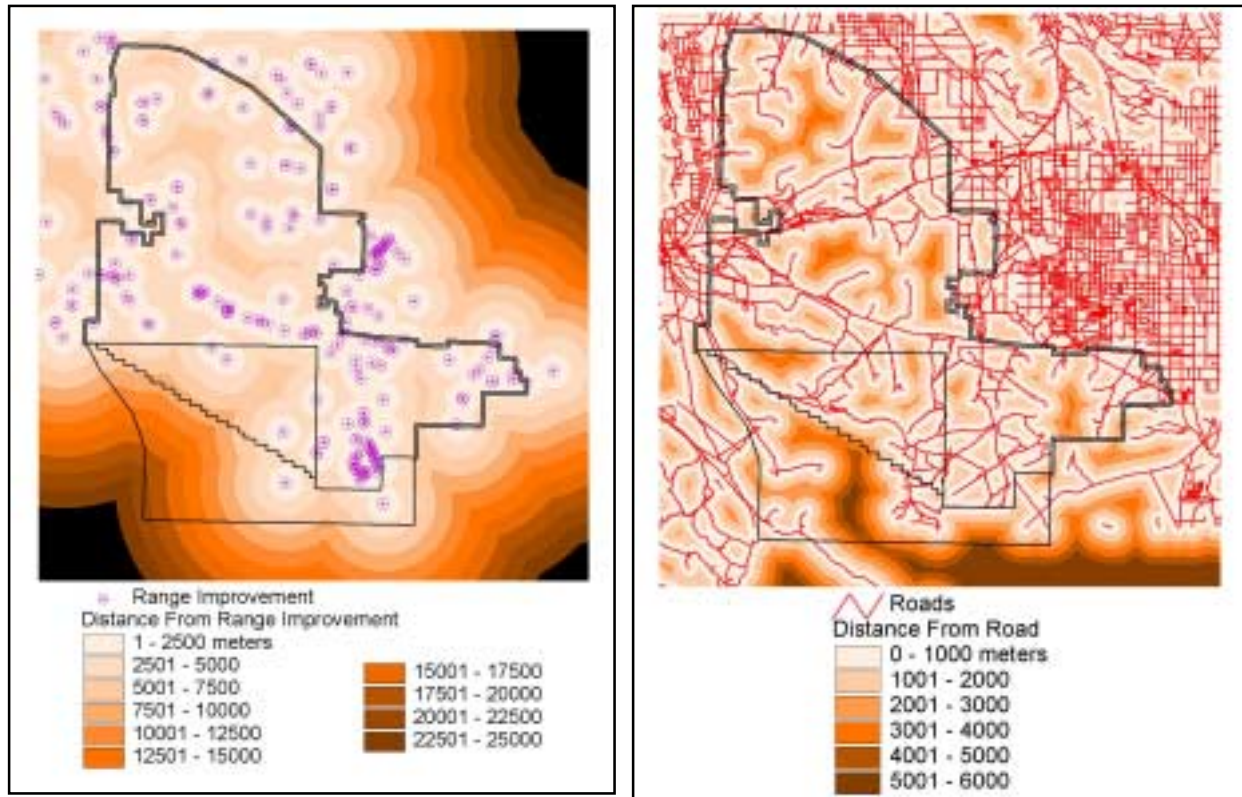 Range Improvement
Distance From Range Improvement
1 - 2500 meters
2501 - 5000
5001 - 7500
7501 - 10000
10001 - 12500
12501 - 15000
15001 - 17500
17501 - 20000
20001 - 22500
22501 - 25000
Roads
Distance From Road
0 - 1000 meters
1001 - 2000
2001 - 3000
3001 - 4000
4001 - 5000
5001 - 6000